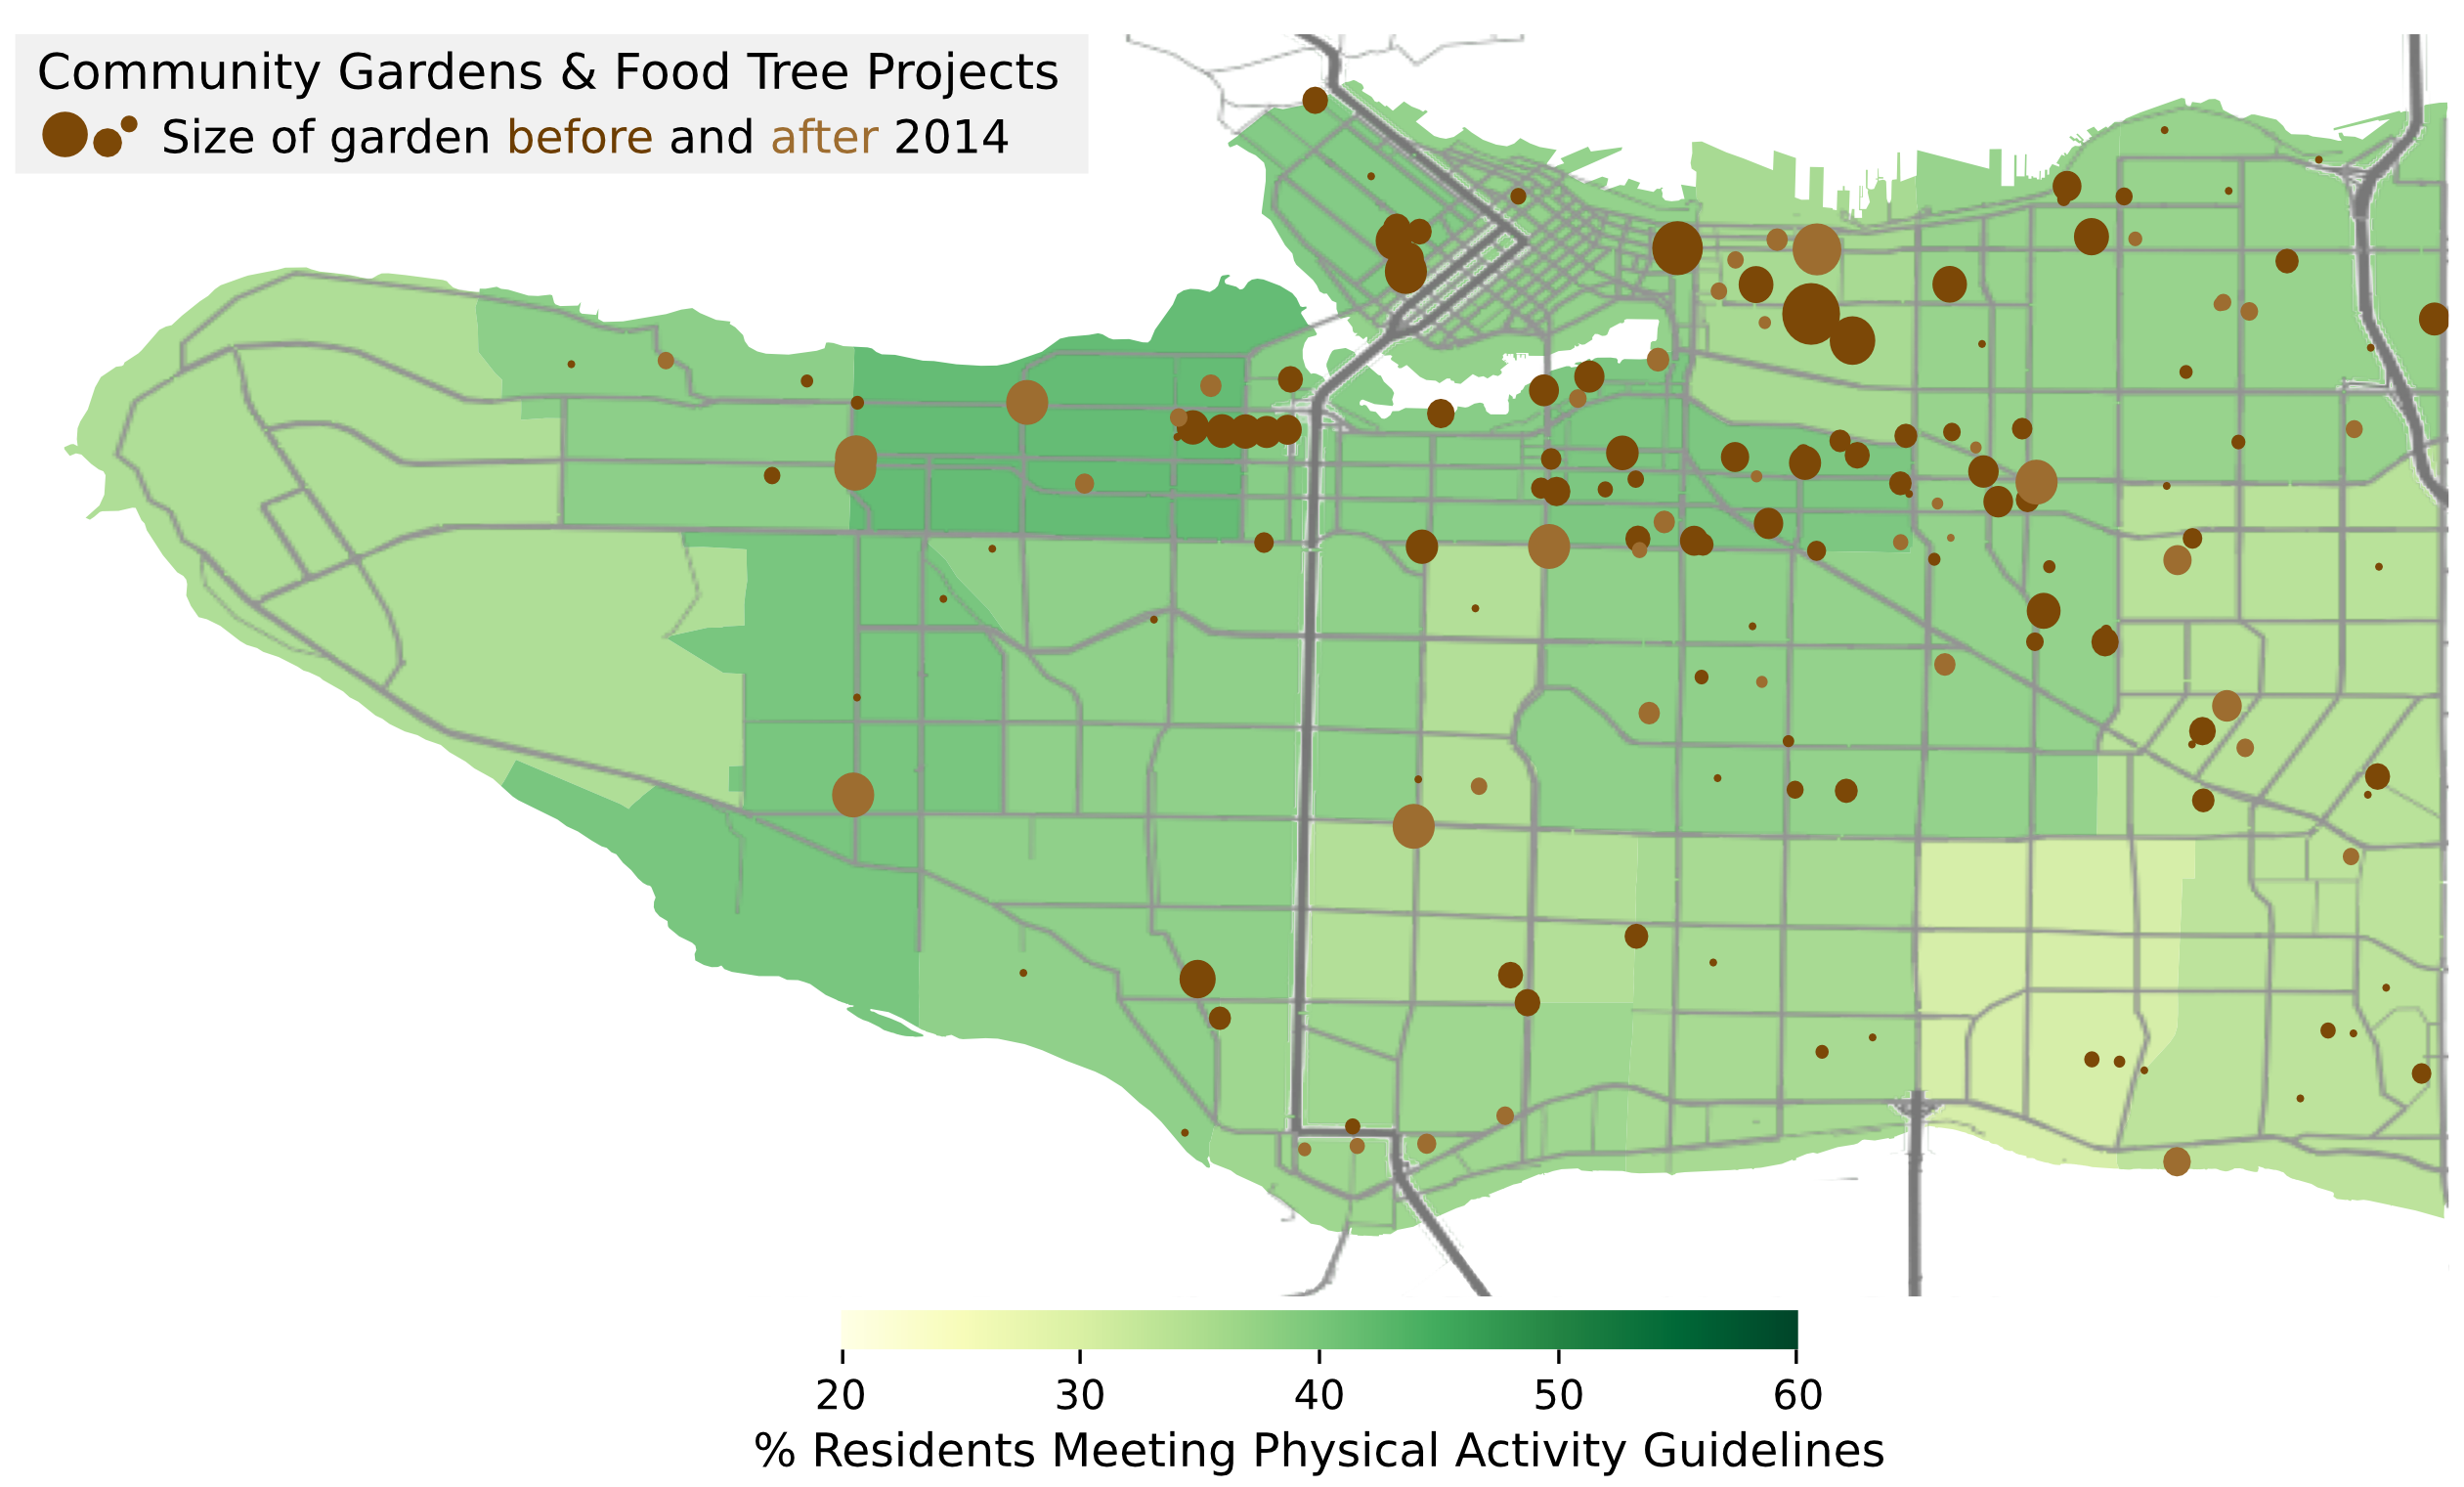 Community Gardens & Food Tree Projects
Size of garden before and after 2014
20 30 40 50 60
% Residents Meeting Physical Activity Guidelines